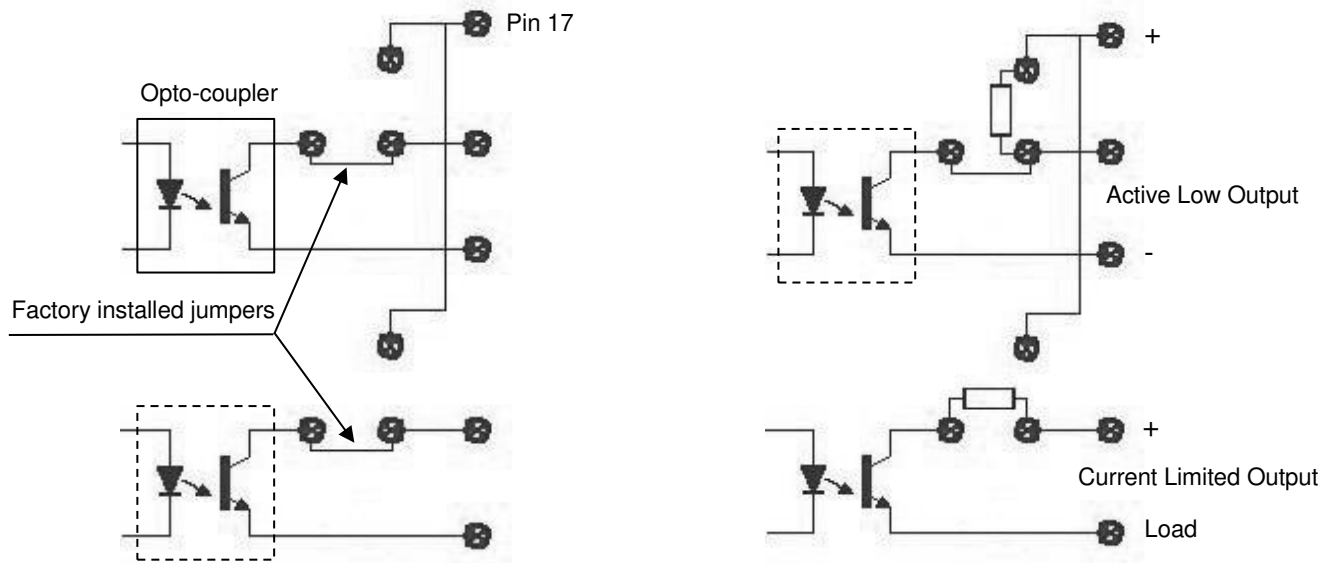 Pin 17
+
Opto-coupler
Active Low Output
-
Factory installed jumpers
+
Current Limited Output
Load